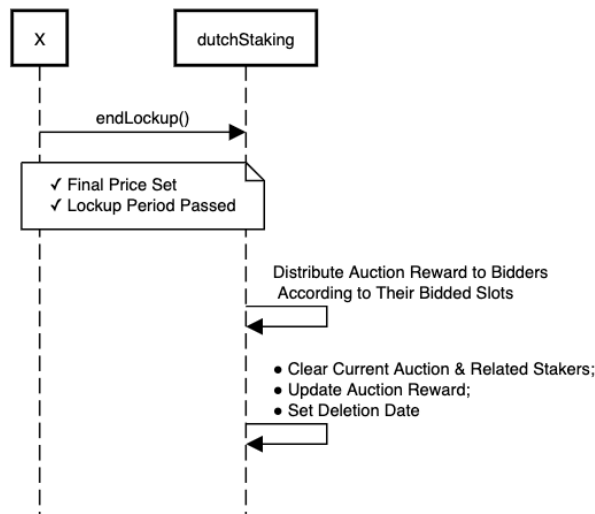 X
dutchStaking
endLockup()
✓ Final Price Set
✓ Lockup Period Passed
Distribute Auction Reward to Bidders
According to Their Bidded Slots
● Clear Current Auction & Related Stakers;
● Update Auction Reward;
● Set Deletion Date